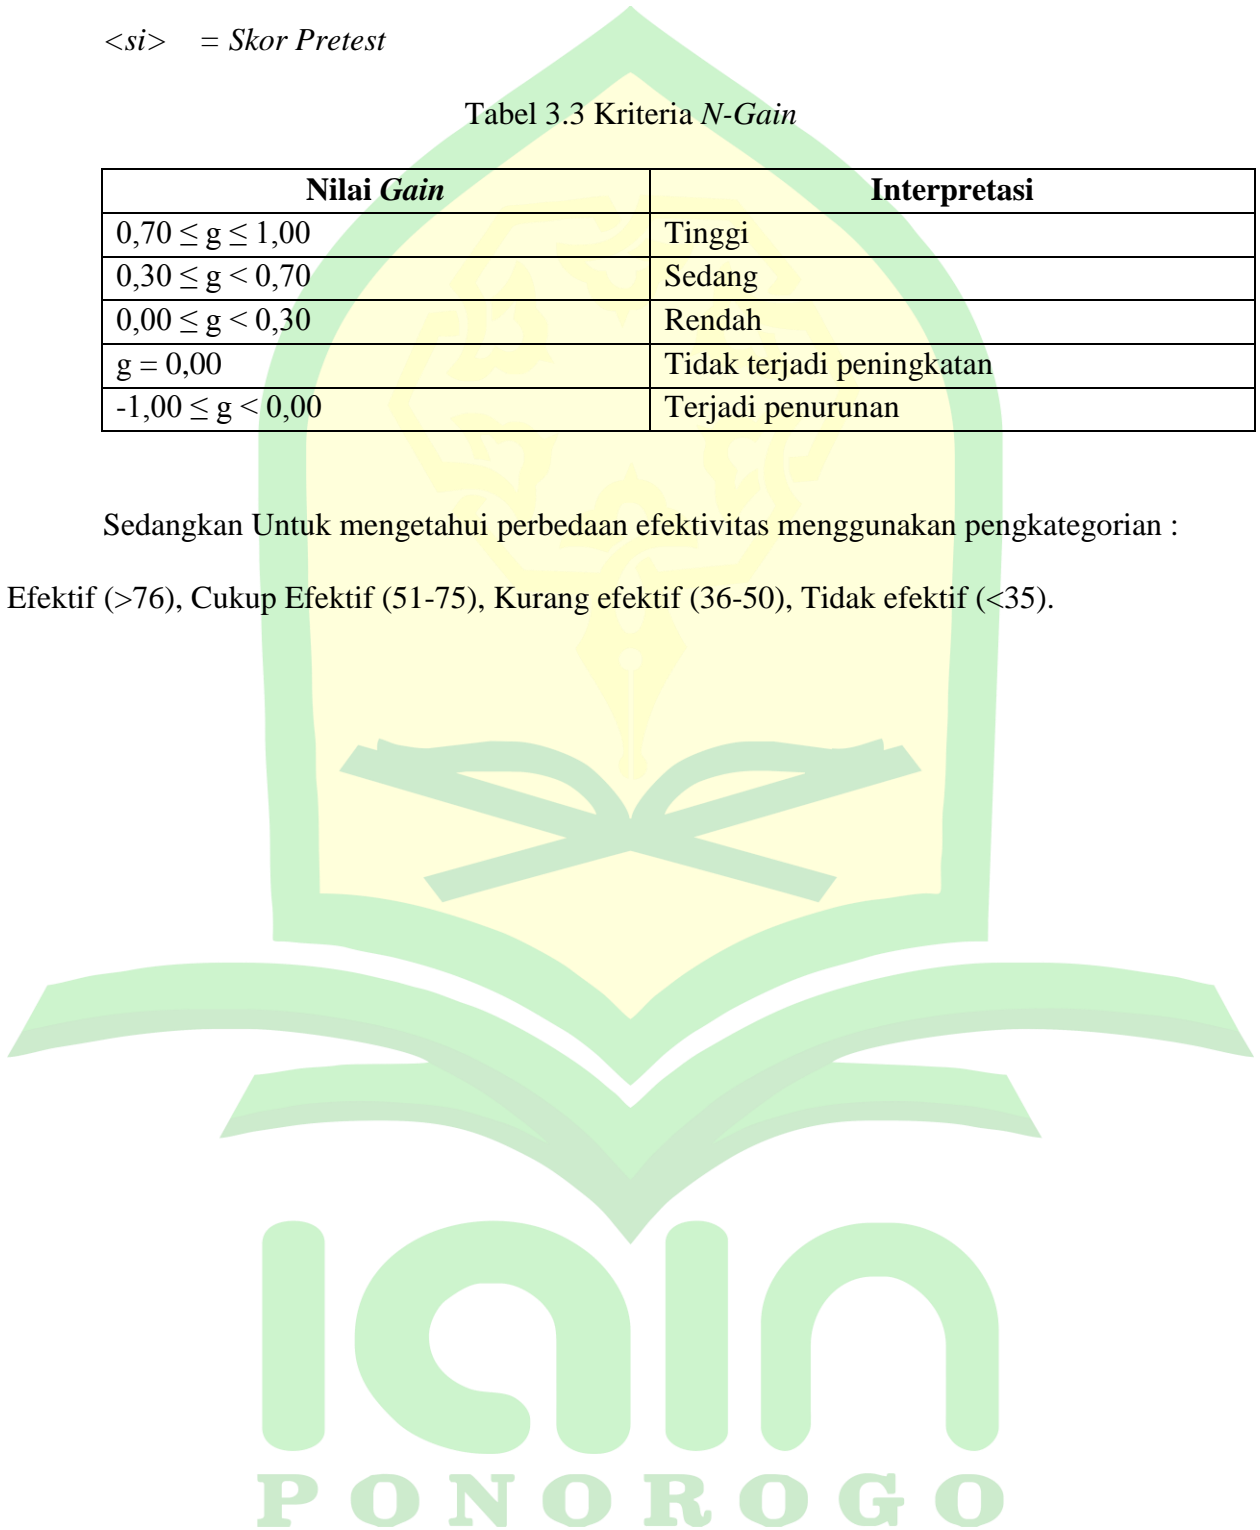 <si> = Skor Pretest
Tabel 3.3 Kriteria N-Gain
Nilai Gain Interpretasi
0,70 ≤ g ≤ 1,00 Tinggi
0,30 ≤ g < 0,70 Sedang
0,00 ≤ g < 0,30 Rendah
g = 0,00 Tidak terjadi peningkatan
-1,00 ≤ g < 0,00 Terjadi penurunan
Sedangkan Untuk mengetahui perbedaan efektivitas menggunakan pengkategorian :
Efektif (>76), Cukup Efektif (51-75), Kurang efektif (36-50), Tidak efektif (<35).
IAIN
PONOROGO